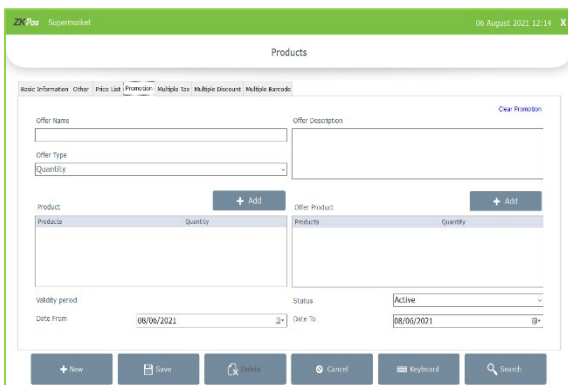 ZKPos Supermarket 06 August 2021 12:14 X
Products
Basic Information Other Price List Promotion Multiple Tax Multiple Discount Multiple Barcode
Clear Promotion
Offer Name Offer Description
Offer Type
Quantity
Product + Add Offer Product + Add
Products Quantity Products Quantity
Validity period Status Active
Date From 08/06/2021 Date To 08/06/2021
+ New Save Delete Cancel Keyboard Search